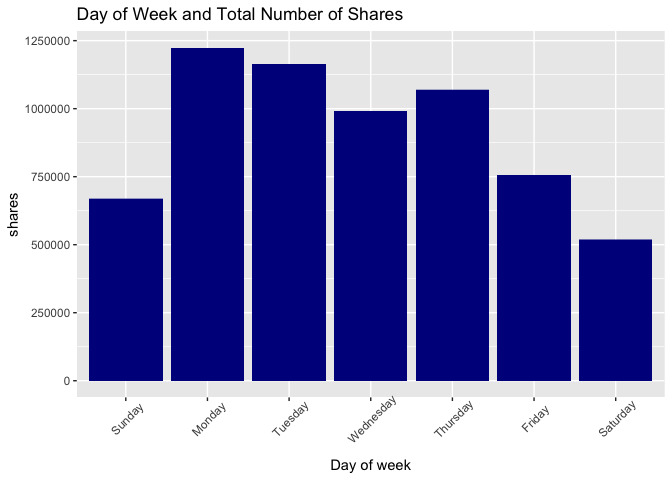 Day of Week and Total Number of Shares
1250000
1000000
750000
500000
250000
0
shares
Sunday
Monday
Tuesday
Wednesday
Thursday
Friday
Saturday
Day of week